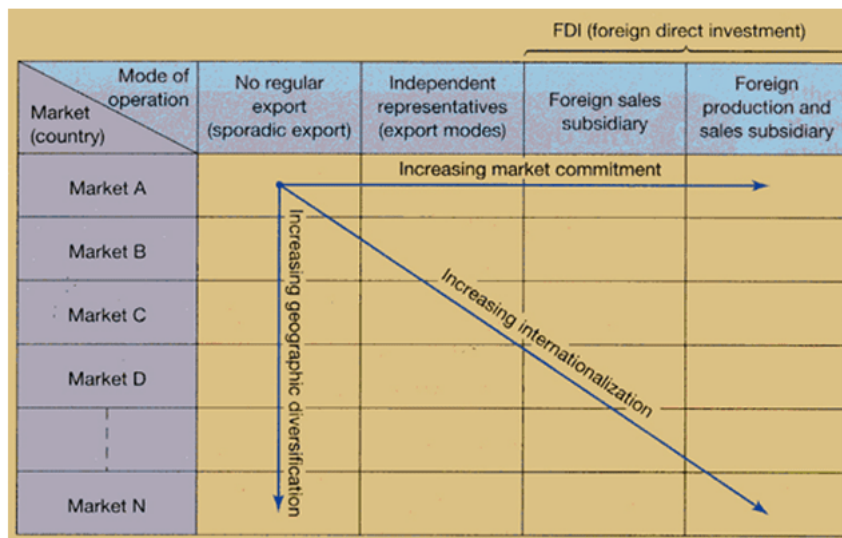 FDI (foreign direct investment)
Mode of
operation
Market
(country)
No regular
export
(sporadic export)
Independent
representatives
(export modes)
Foreign sales
subsidiary
Foreign
production and
sales subsidiary
Market A
Increasing market commitment
Market B
Market C
Market D
Market N
Increasing geographic diversification
Increasing internationalization